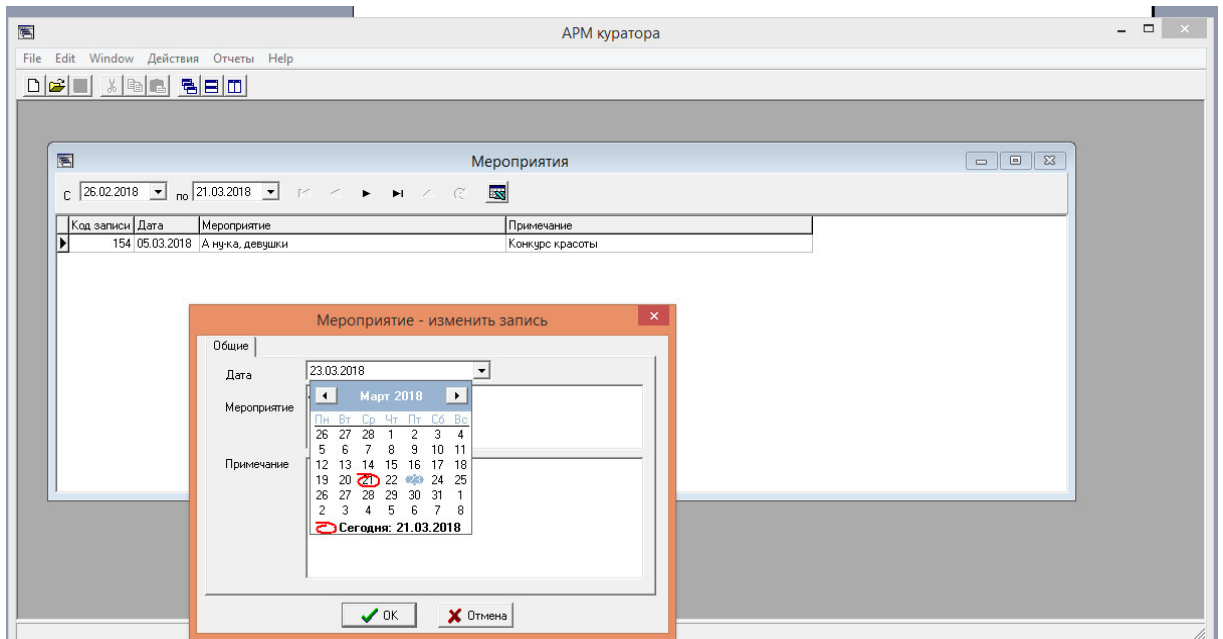 АРМ куратора
File Edit Window Действия Отчеты Help
Мероприятия
С 26.02.2018 по 21.03.2018
Код записи Дата Мероприятие Примечание
154 05.03.2018 А ну-ка, девушки Конкурс красоты
Мероприятие - изменить запись
Общие
Дата 23.03.2018
Март 2018
Мероприятие
Пн Вт Ср Чт Пт Сб Вс
26 27 28 1 2 3 4
5 6 7 8 9 10 11
Примечание 12 13 14 15 16 17 18
19 20 21 22 23 24 25
26 27 28 29 30 31 1
2 3 4 5 6 7 8
Сегодня: 21.03.2018
OK Отмена